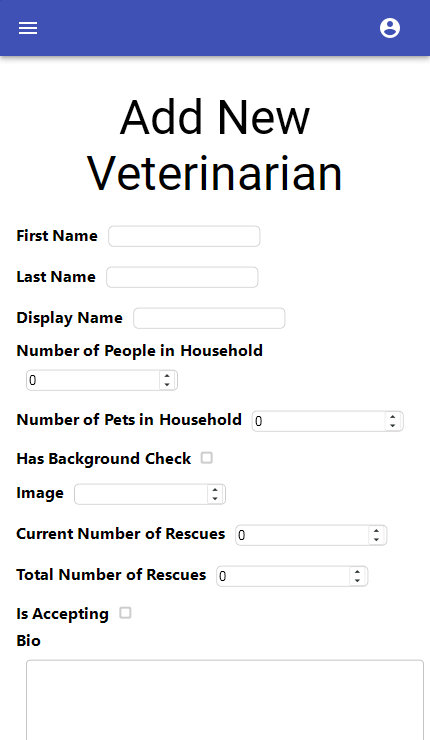 Add New
Veterinarian
First Name
Last Name
Display Name
Number of People in Household
0
Number of Pets in Household 0
Has Background Check
Image
Current Number of Rescues 0
Total Number of Rescues 0
Is Accepting
Bio